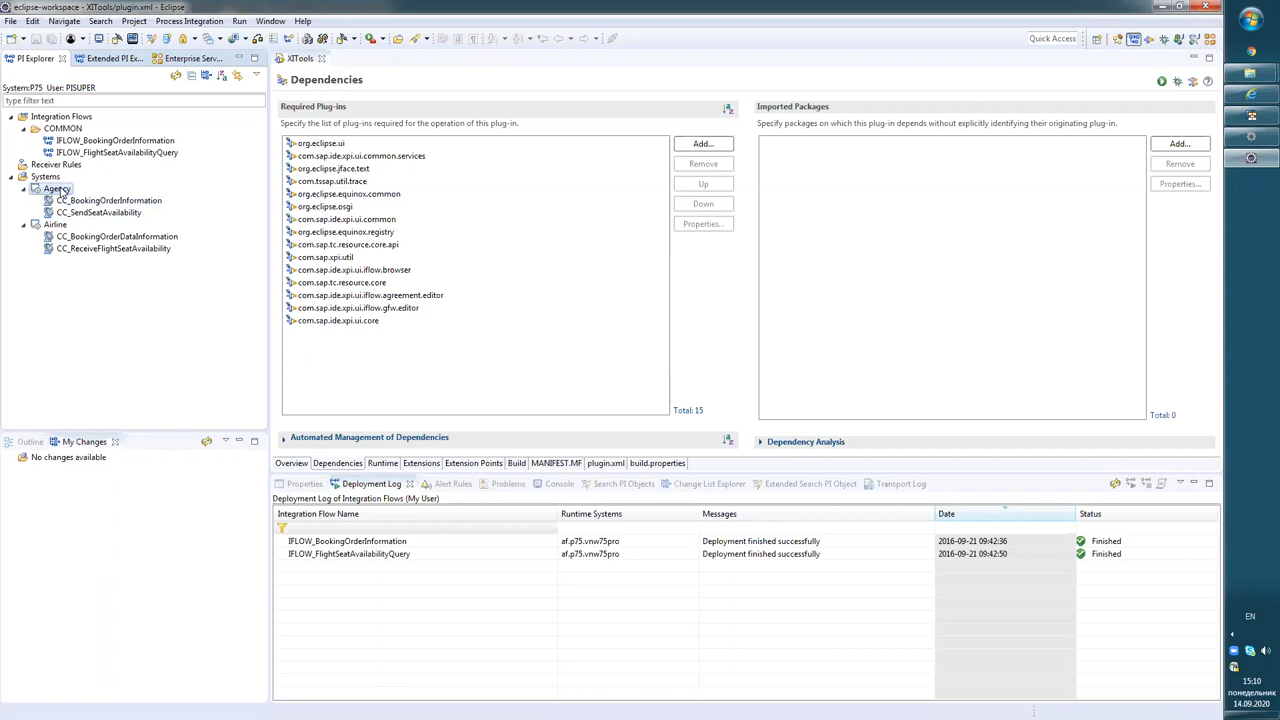 eclipse-workspace - XITools/plugin.xml - Eclipse
File Edit Navigate Search Project Process Integration Run Window Help
Quick Access
PI Explorer Extended PI Ex... Enterprise Serv... XITools
System:P75 User: PISUPER
type filter text
Integration Flows
COMMON
IFLOW_BookingOrderInformation
IFLOW_FlightSeatAvailabilityQuery
Receiver Rules
Systems
Agency
CC_BookingOrderInformation
CC_SendSeatAvailability
Airline
CC_BookingOrderDataInformation
CC_ReceiveFlightSeatAvailability
Outline My Changes
No changes available
Dependencies
Required Plug-ins
Specify the list of plug-ins required for the operation of this plug-in.
org.eclipse.ui
com.sap.ide.xpi.ui.common.services
org.eclipse.jface.text
com.tssap.util.trace
org.eclipse.equinox.common
org.eclipse.osgi
com.sap.ide.xpi.ui.common
org.eclipse.equinox.registry
com.sap.tc.resource.core.api
com.sap.xpi.util
com.sap.ide.xpi.ui.iflow.browser
com.sap.tc.resource.core
com.sap.ide.xpi.ui.iflow.agreement.editor
com.sap.ide.xpi.ui.iflow.gfw.editor
com.sap.ide.xpi.ui.core
Add...
Remove
Up
Down
Properties...
Total: 15
Imported Packages
Specify packages on which this plug-in depends without explicitly identifying their originating plug-in.
Add...
Remove
Properties...
Total: 0
Automated Management of Dependencies
Dependency Analysis
Overview Dependencies Runtime Extensions Extension Points Build MANIFEST.MF plugin.xml build.properties
Properties Deployment Log Alert Rules Problems Console Search PI Objects Change List Explorer Extended Search PI Object Transport Log
Deployment Log of Integration Flows (My User)
Integration Flow Name Runtime Systems Messages Date Status
IFLOW_BookingOrderInformation af.p75.vnw75pro Deployment finished successfully 2016-09-21 09:42:36 Finished
IFLOW_FlightSeatAvailabilityQuery af.p75.vnw75pro Deployment finished successfully 2016-09-21 09:42:50 Finished
EN
15:10
понедельник
14.09.2020